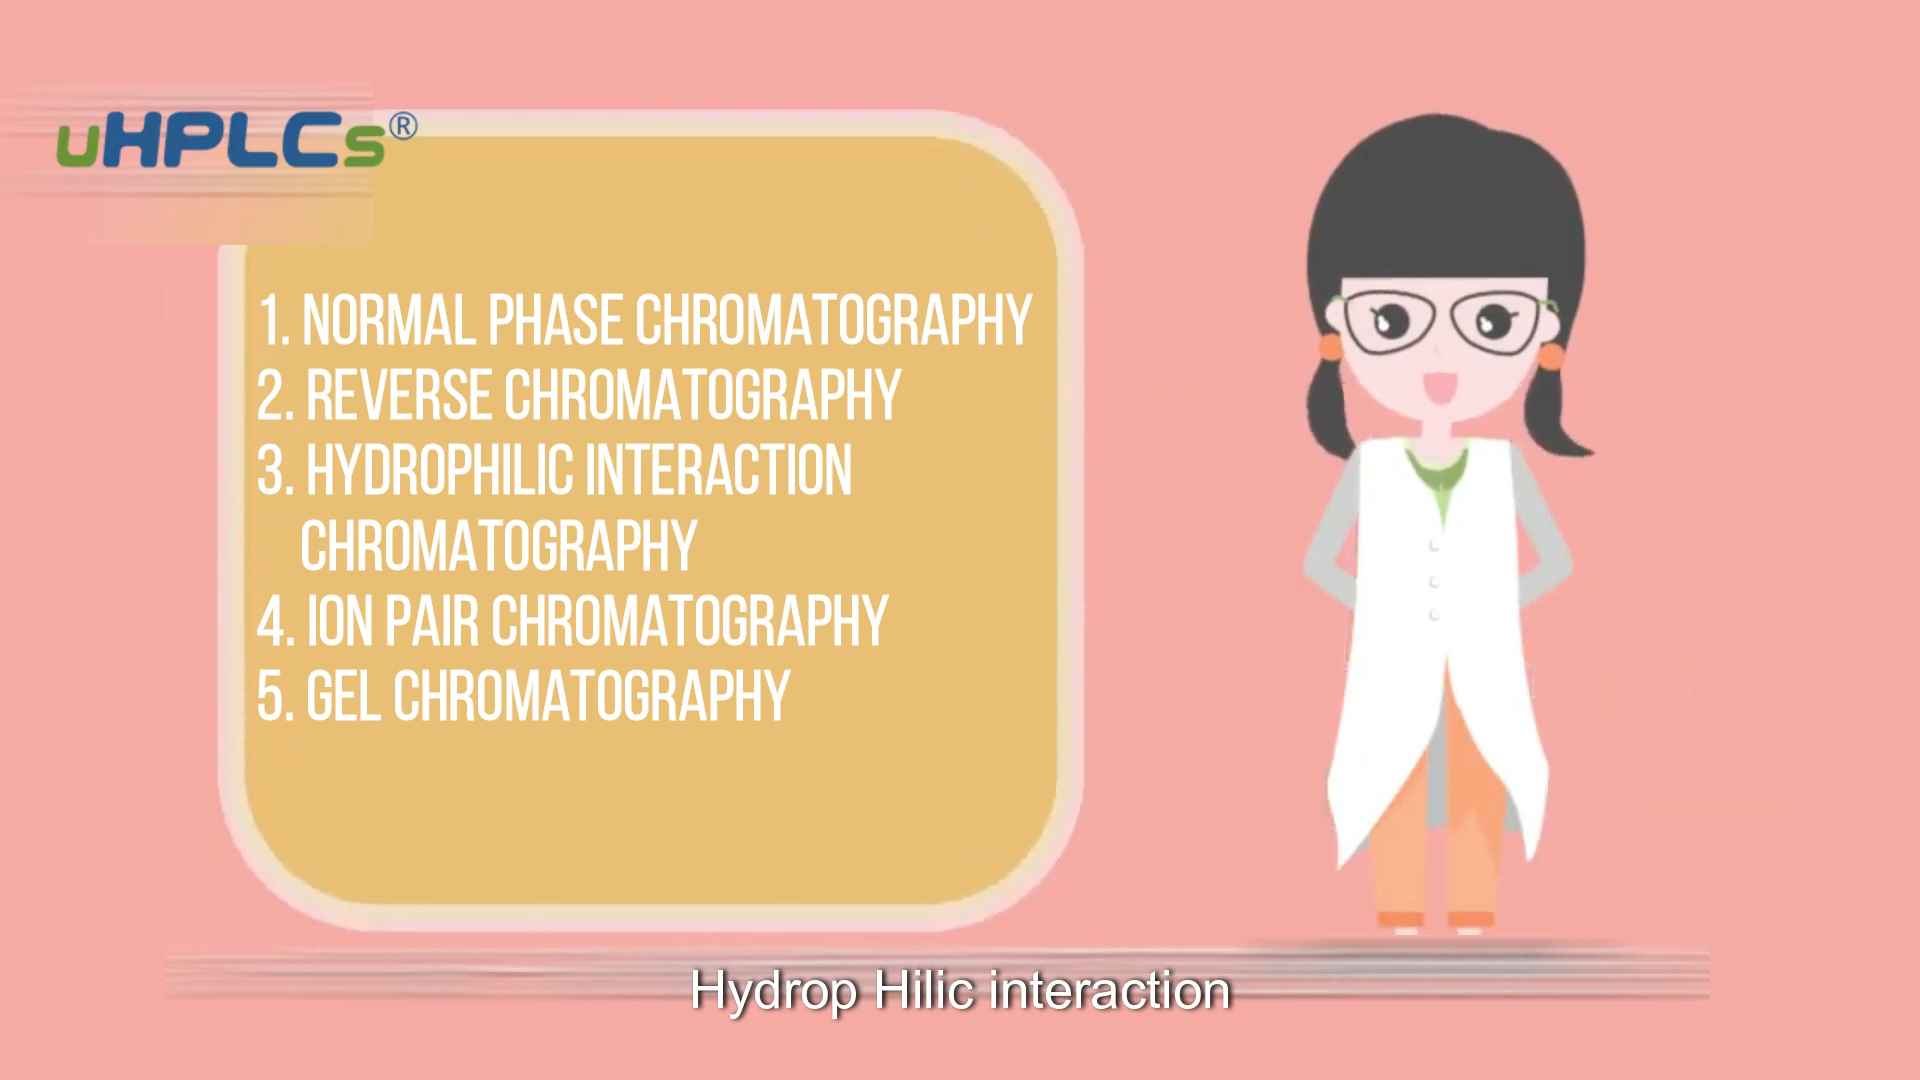 uHPLCs®
1. NORMAL PHASE CHROMATOGRAPHY
2. REVERSE CHROMATOGRAPHY
3. HYDROPHILIC INTERACTION
CHROMATOGRAPHY
4. ION PAIR CHROMATOGRAPHY
5. GEL CHROMATOGRAPHY
Hydrop Hilic interaction